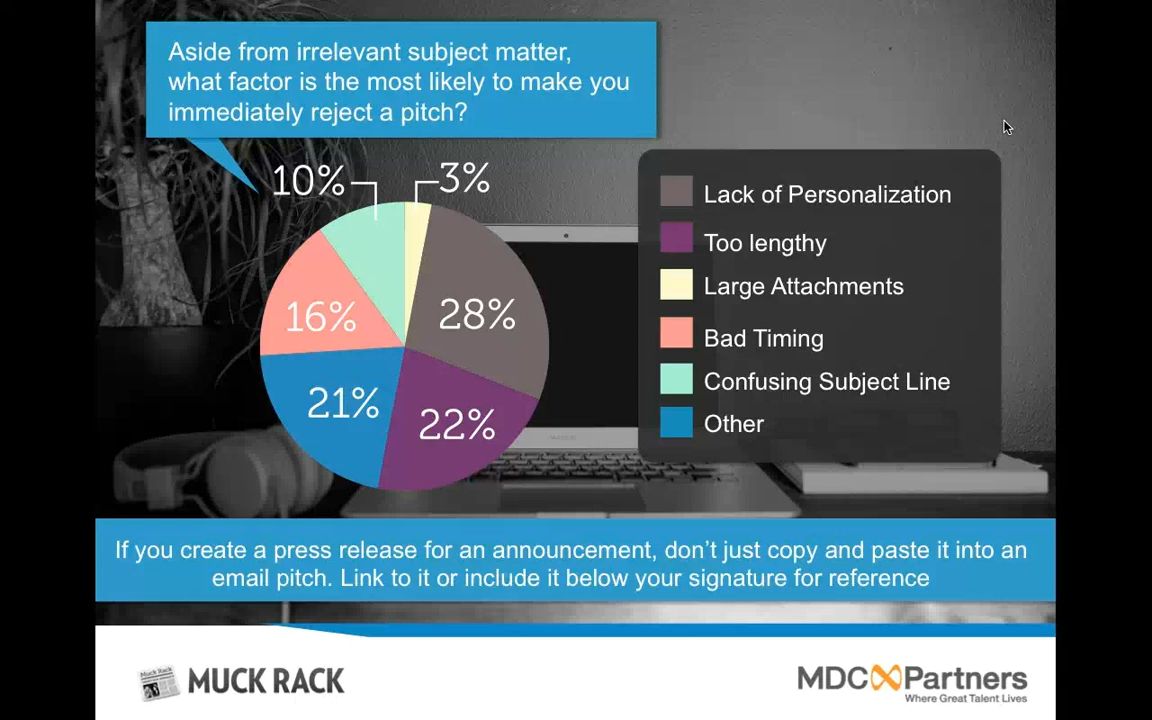 Aside from irrelevant subject matter,
what factor is the most likely to make you
immediately reject a pitch?
10%
3%
28%
16%
21%
22%
Lack of Personalization
Too lengthy
Large Attachments
Bad Timing
Confusing Subject Line
Other
If you create a press release for an announcement, don’t just copy and paste it into an
email pitch. Link to it or include it below your signature for reference
Muck Rack
MUCK RACK
MDC Partners
Where Great Talent Lives